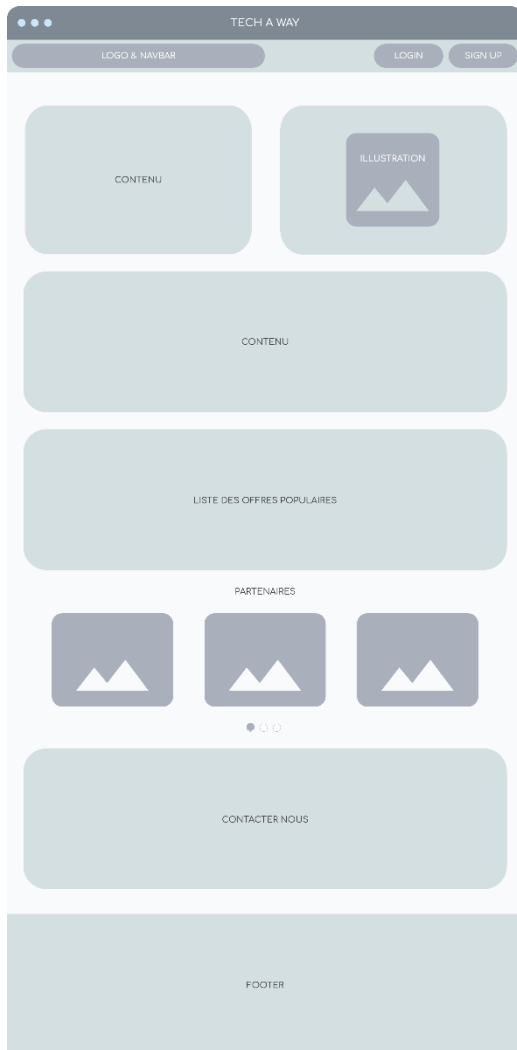 TECH A WAY
LOGO & NAVBAR
LOGIN
SIGN UP
CONTENU
ILLUSTRATION
CONTENU
LISTE DES OFFRES POPULAIRES
PARTENAIRES
CONTACTER NOUS
FOOTER